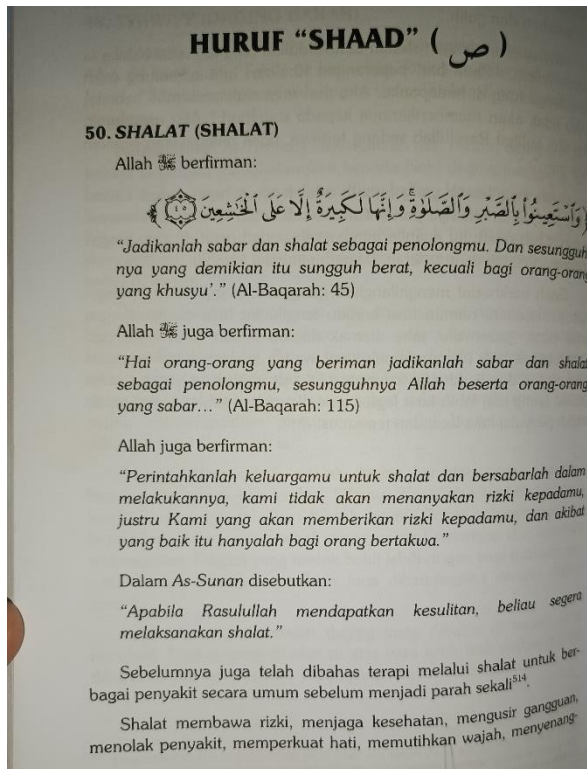 HURUF “SHAAD” ( ص )
50. SHALAT (SHALAT)
Allah ﷻ berfirman:
وَٱسْتَعِينُوا۟ بِٱلصَّبْرِ وَٱلصَّلَوٰةِ ۚ وَإِنَّهَا لَكَبِيرَةٌ إِلَّا عَلَى ٱلْخَٰشِعِينَ ﴿٤٥﴾
“Jadikanlah sabar dan shalat sebagai penolongmu. Dan sesungguh
nya yang demikian itu sungguh berat, kecuali bagi orang-orang
yang khusyu’.” (Al-Baqarah: 45)
Allah ﷻ juga berfirman:
“Hai orang-orang yang beriman jadikanlah sabar dan shalat
sebagai penolongmu, sesungguhnya Allah beserta orang-orang
yang sabar…” (Al-Baqarah: 115)
Allah juga berfirman:
“Perintahkanlah keluargamu untuk shalat dan bersabarlah dalam
melakukannya, kami tidak akan menanyakan rizki kepadamu,
justru Kami yang akan memberikan rizki kepadamu, dan akibat
yang baik itu hanyalah bagi orang bertakwa.”
Dalam As-Sunan disebutkan:
“Apabila Rasulullah mendapatkan kesulitan, beliau segera
melaksanakan shalat.”
Sebelumnya juga telah dibahas terapi melalui shalat untuk ber-
bagai penyakit secara umum sebelum menjadi parah sekali514.
Shalat membawa rizki, menjaga kesehatan, mengusir gangguan,
menolak penyakit, memperkuat hati, memutihkan wajah, menyenang-